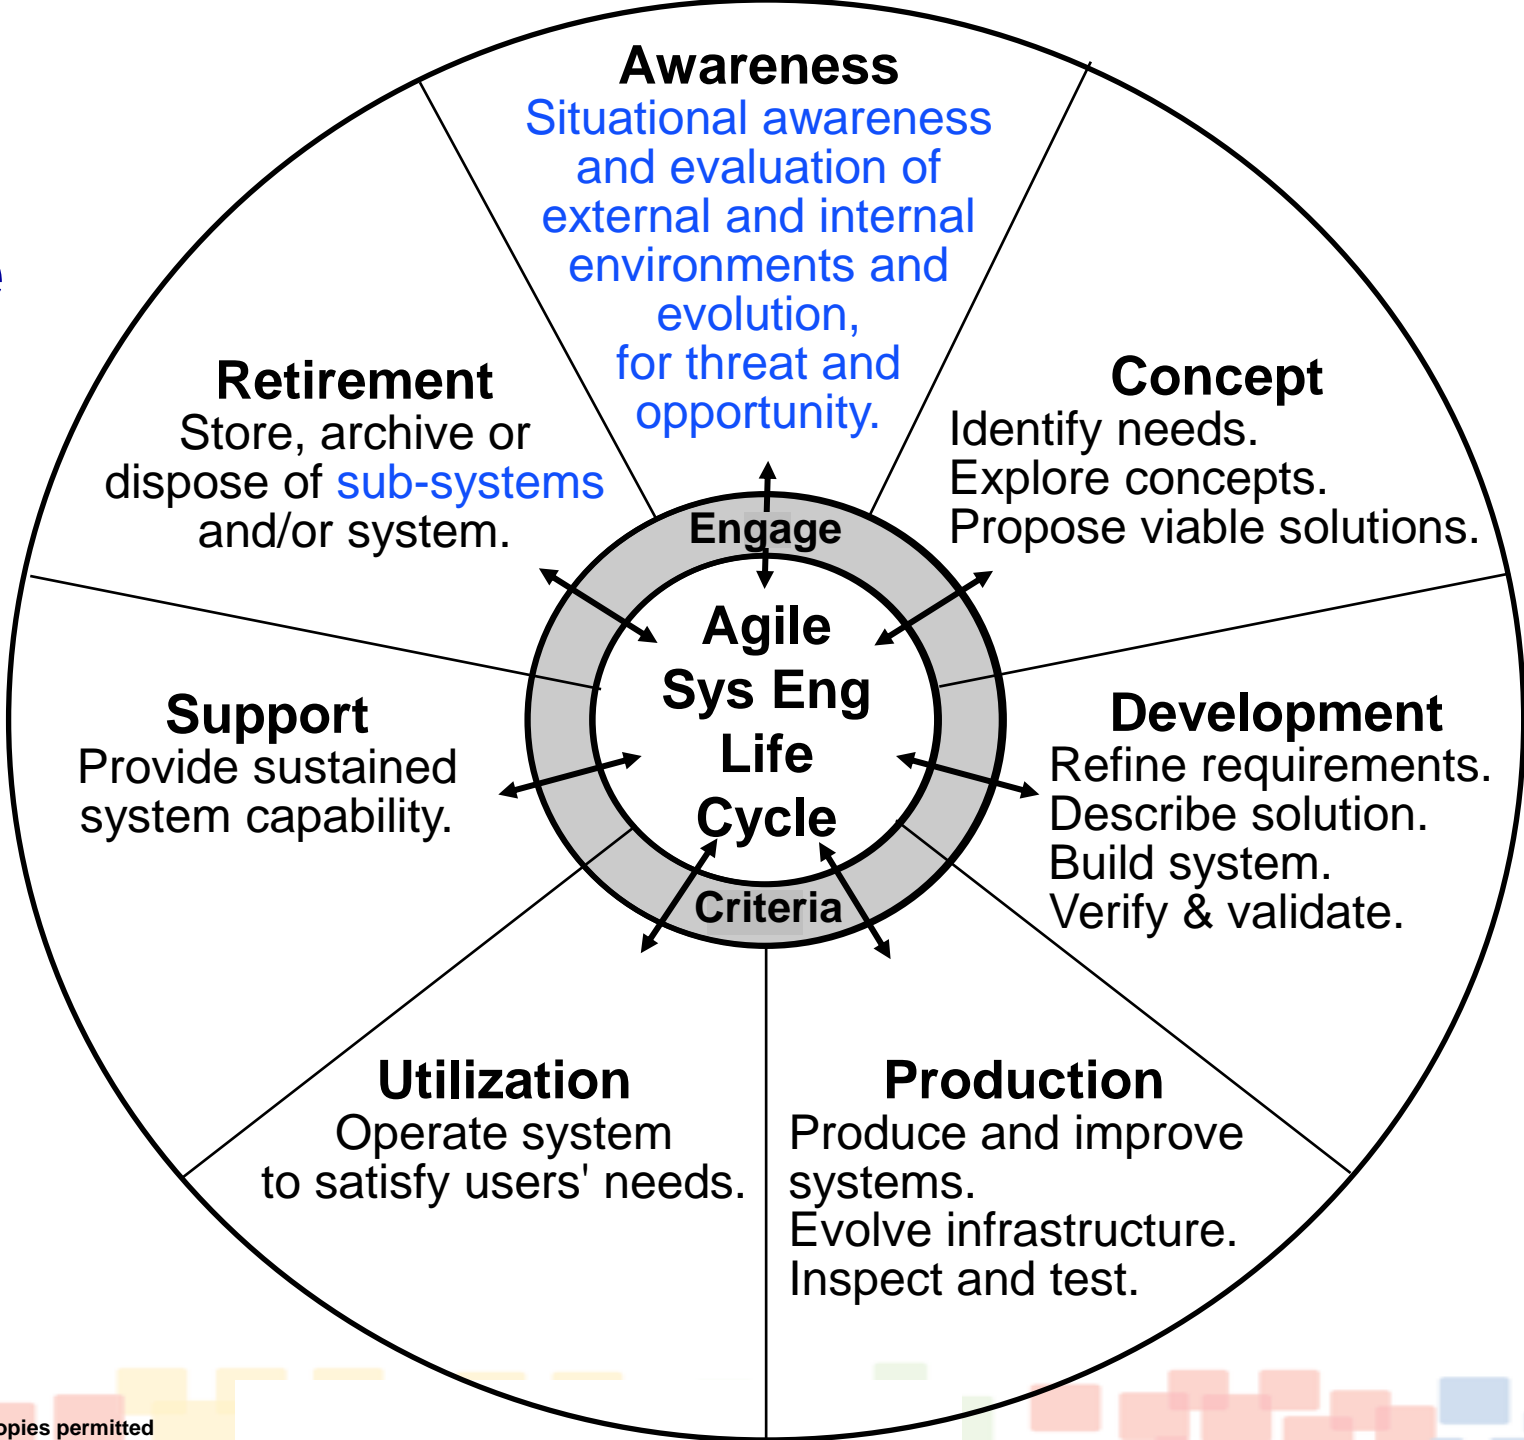 Awareness
Situational awareness
and evaluation of
external and internal
environments and
evolution,
for threat and
opportunity.
Concept
Identify needs.
Explore concepts.
Propose viable solutions.
Development
Refine requirements.
Describe solution.
Build system.
Verify & validate.
Production
Produce and improve
systems.
Evolve infrastructure.
Inspect and test.
Utilization
Operate system
to satisfy users' needs.
Support
Provide sustained
system capability.
Retirement
Store, archive or
dispose of sub-systems
and/or system.
Engage
Agile
Sys Eng
Life
Cycle
Criteria
permitted